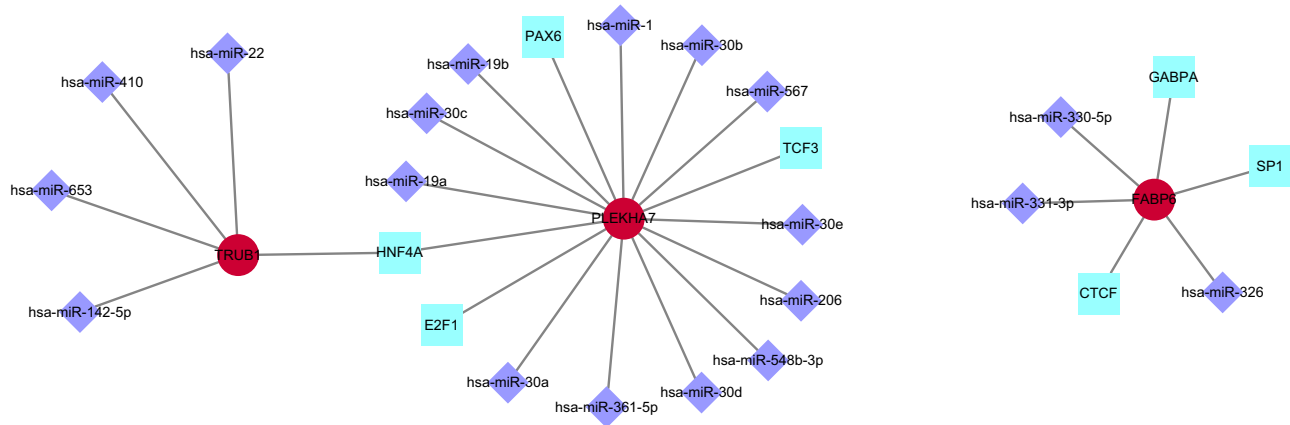 hsa-miR-22
hsa-miR-410
hsa-miR-653
hsa-miR-142-5p
TRUB1
HNF4A
PAX6
hsa-miR-1
hsa-miR-30b
hsa-miR-19b
hsa-miR-567
hsa-miR-30c
TCF3
hsa-miR-19a
PLEKHA7
hsa-miR-30e
hsa-miR-206
E2F1
hsa-miR-548b-3p
hsa-miR-30a
hsa-miR-30d
hsa-miR-361-5p
GABPA
hsa-miR-330-5p
SP1
hsa-miR-331-3p
FABP6
CTCF
hsa-miR-326